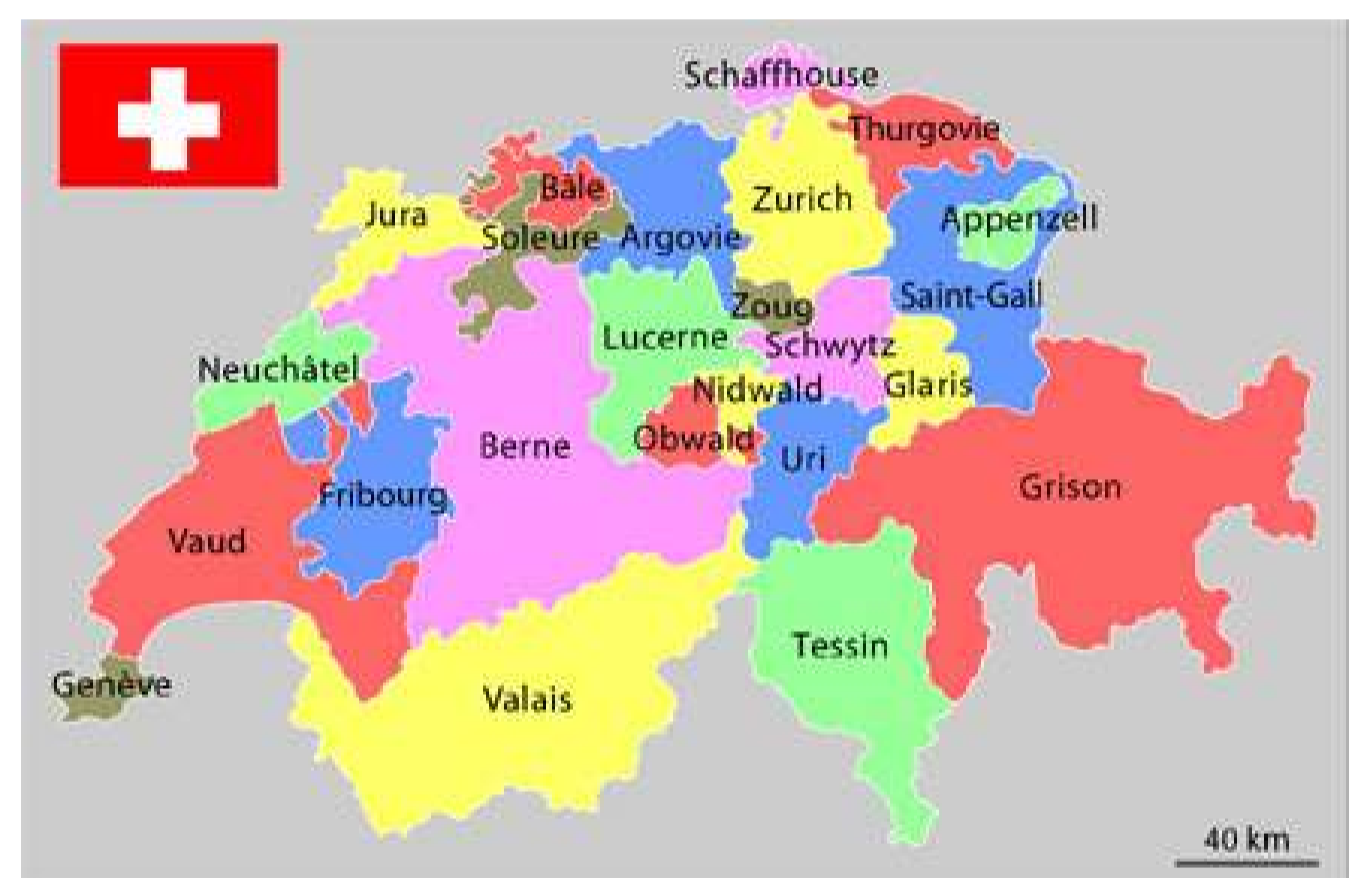 Schaffhouse
Thurgovie
Bâle
Zurich
Jura
Appenzell
Soleure
Argovie
Saint-Gall
Zoug
Lucerne
Schwytz
Neuchâtel
Glaris
Nidwald
Obwald
Berne
Uri
Grison
Fribourg
Vaud
Tessin
Genève
Valais
40 km